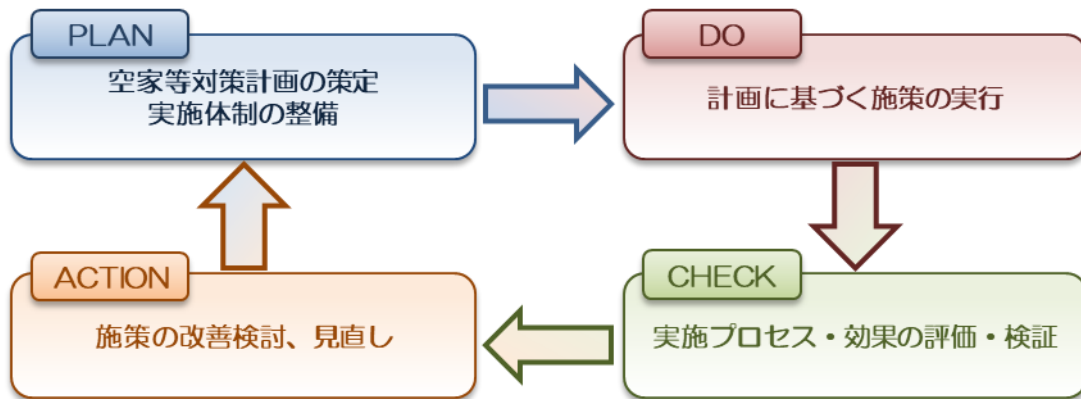 PLAN
空家等対策計画の策定
実施体制の整備
DO
計画に基づく施策の実行
ACTION
施策の改善検討、見直し
CHECK
実施プロセス・効果の評価・検証